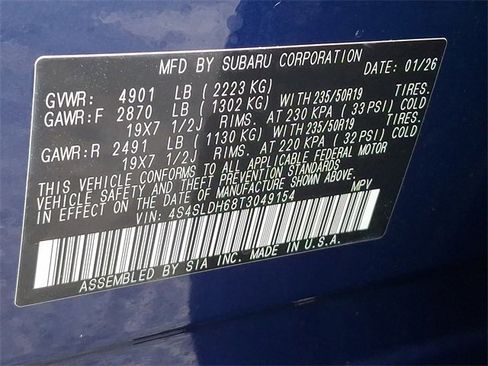 MFD BY SUBARU CORPORATION
DATE: 01/26
GVWR: 4901 LB ( 2223 KG)
GAWR:F 2870 LB ( 1302 KG) WITH 235/50R19 TIRES.
19X7 1/2J RIMS. AT 230 KPA ( 33 PSI) COLD
GAWR:R 2491 LB ( 1130 KG) WITH 235/50R19 TIRES.
19X7 1/2J RIMS. AT 220 KPA ( 32 PSI) COLD
THIS VEHICLE CONFORMS TO ALL APPLICABLE FEDERAL MOTOR
VEHICLE SAFETY AND THEFT PREVENTION STANDARDS
IN EFFECT ON THE DATE OF MANUFACTURE SHOWN ABOVE.
VIN: 4S4SLDH68T3049154 MPV
ASSEMBLED BY SIA INC. MADE IN U.S.A.